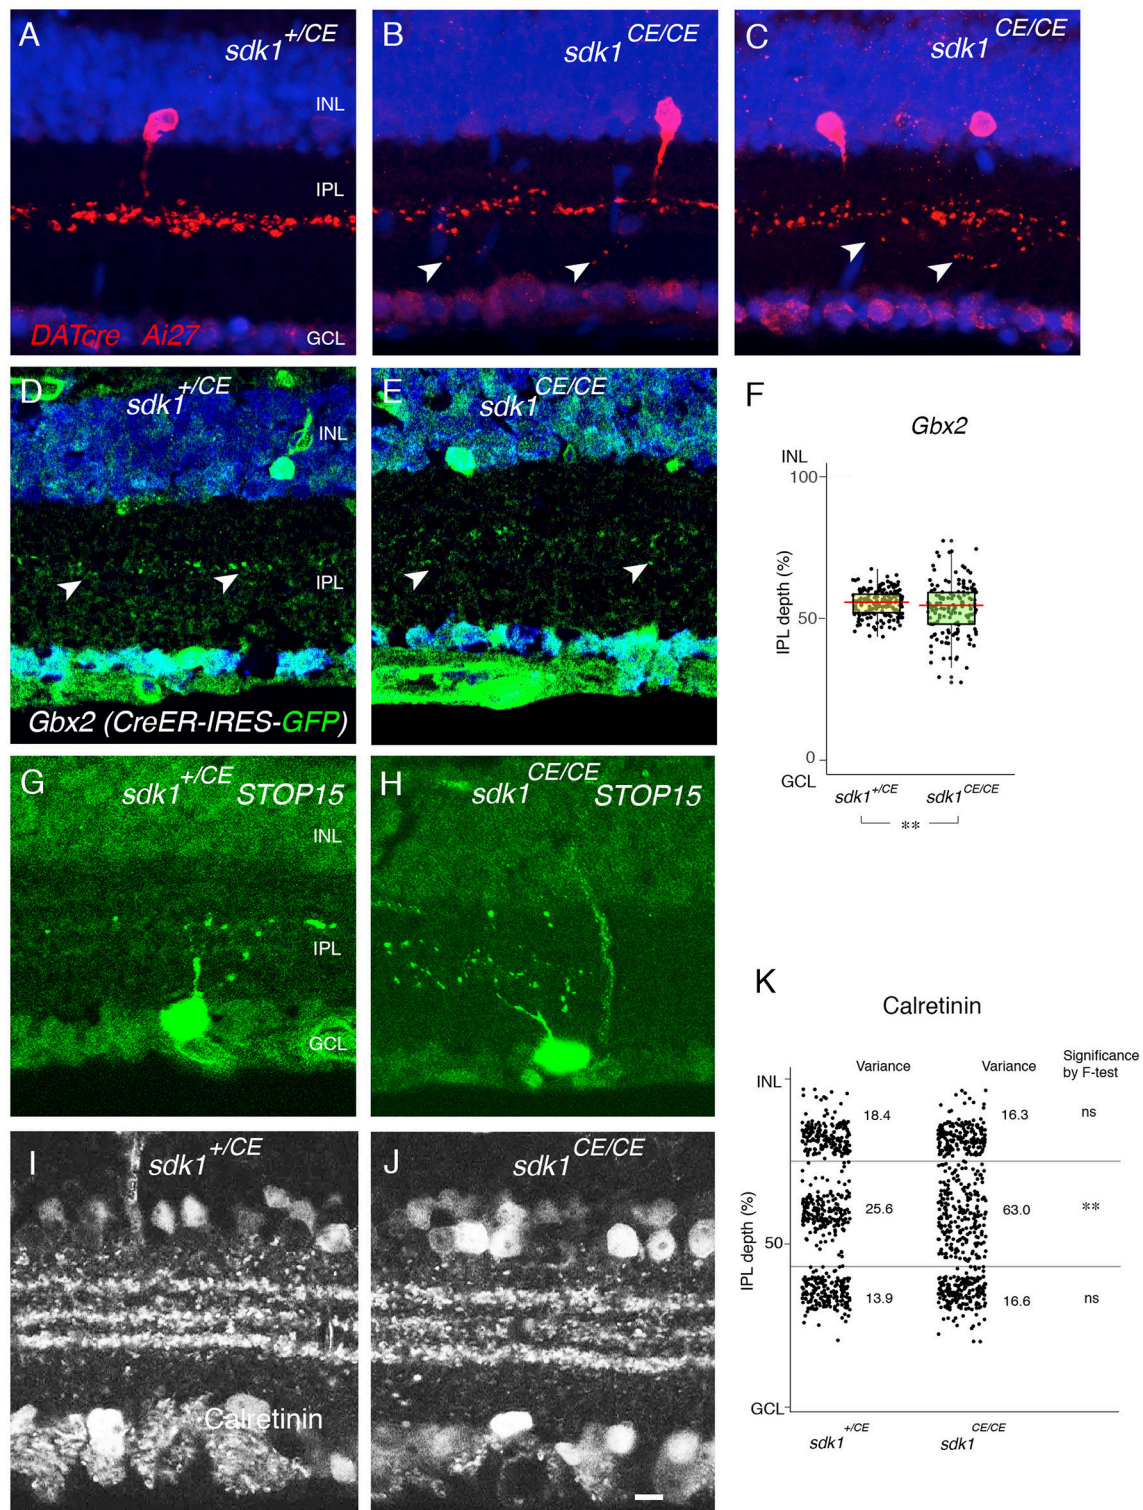 A
sdk1 +/CE
INL
IPL
DATcre Ai27
GCL
B
sdk1 CE/CE
C
sdk1 CE/CE
D
sdk1 +/CE
INL
IPL
Gbx2 (CreER-IRES-GFP)
E
sdk1 CE/CE
F
Gbx2
INL
100
IPL depth (%)
50
0
GCL
sdk1 +/CE sdk1 CE/CE
**
G
sdk1 +/CE STOP15
INL
IPL
GCL
H
sdk1 CE/CE STOP15
I
sdk1 +/CE
Calretinin
J
sdk1 CE/CE
K
Calretinin
Variance Variance Significance
by F-test
INL
18.4 16.3 ns
IPL depth (%)
25.6 63.0 **
50
13.9 16.6 ns
GCL
sdk1 +/CE sdk1 CE/CE